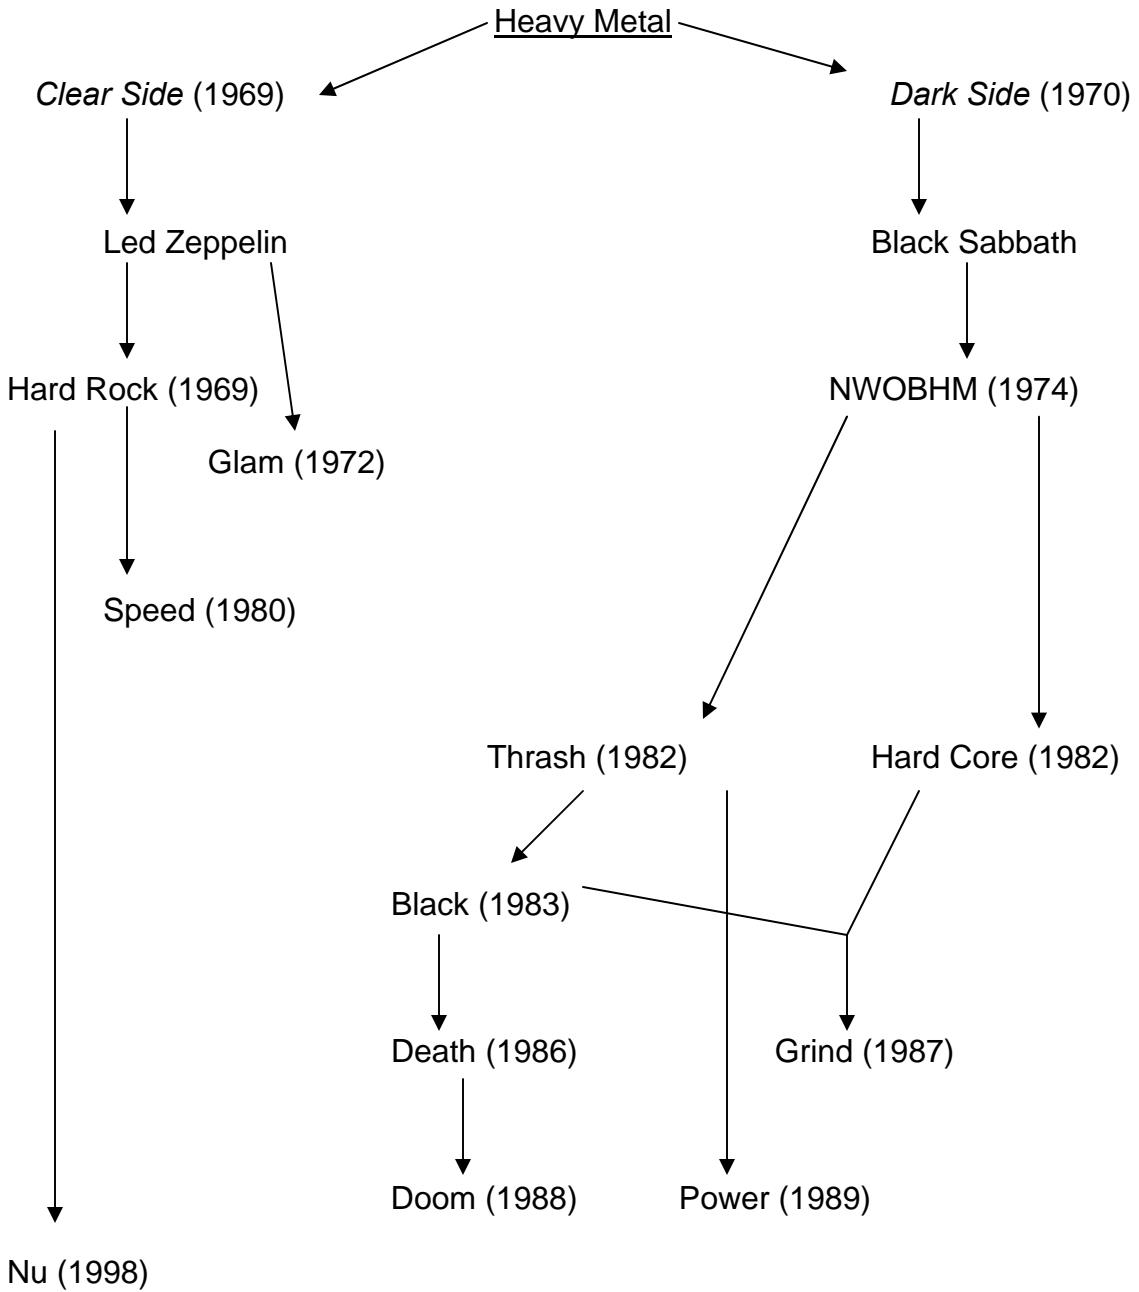 Heavy Metal
Clear Side (1969)
Dark Side (1970)
Led Zeppelin
Black Sabbath
Hard Rock (1969)
NWOBHM (1974)
Glam (1972)
Speed (1980)
Thrash (1982)
Hard Core (1982)
Black (1983)
Death (1986)
Grind (1987)
Doom (1988)
Power (1989)
Nu (1998)